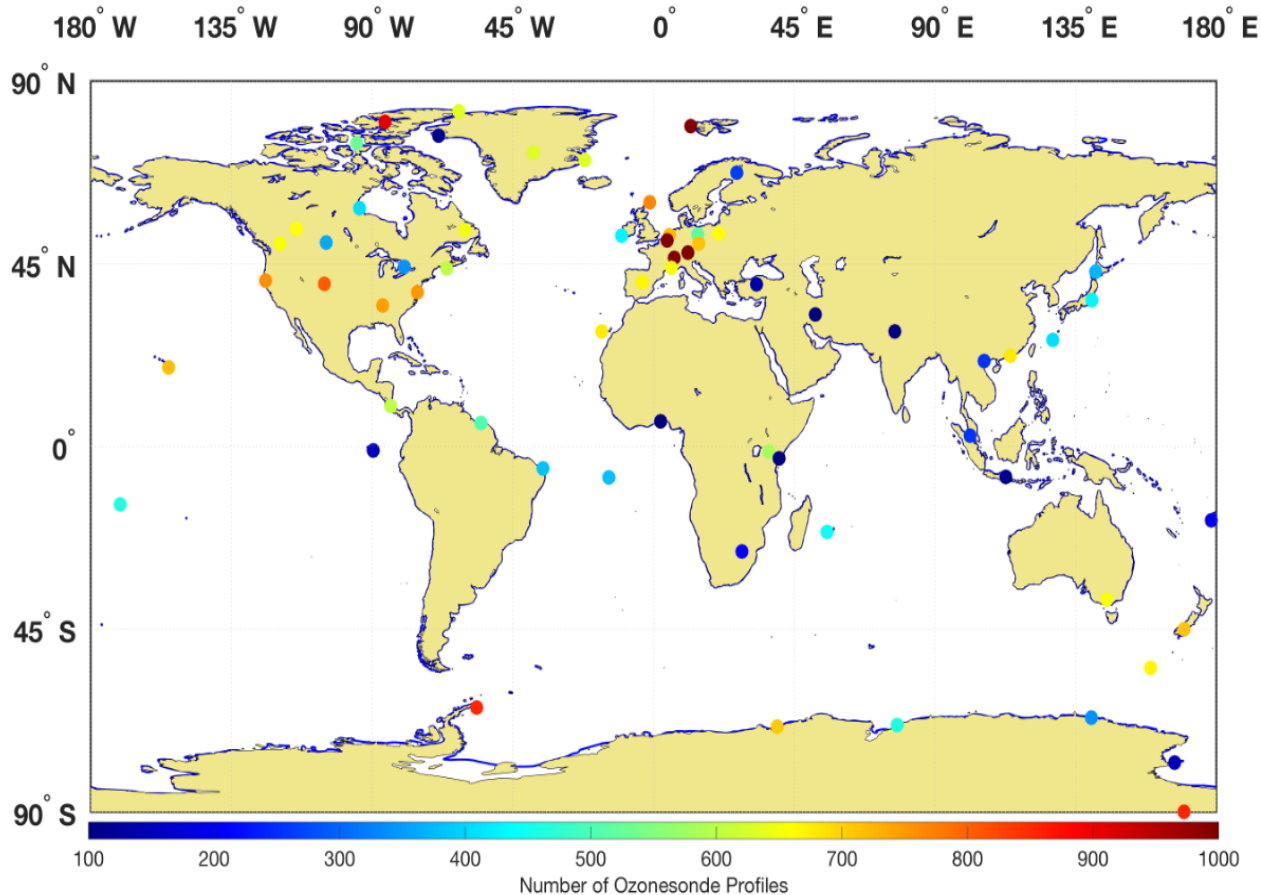 180° W 135° W 90° W 45° W 0° 45° E 90° E 135° E 180° E
90° N
45° N
0°
45° S
90° S
100 200 300 400 500 600 700 800 900 1000
Number of Ozonesonde Profiles